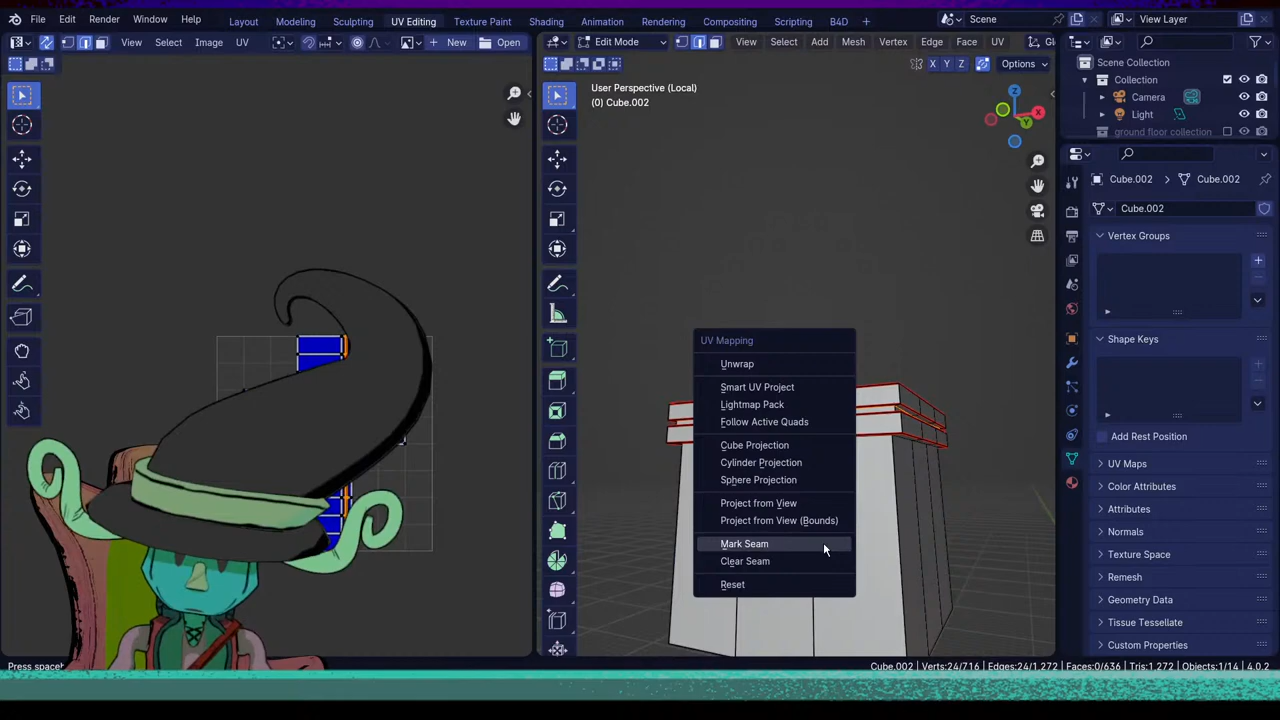 File Edit Render Window Help Layout Modeling Sculpting UV Editing Texture Paint Shading Animation Rendering Compositing Scripting B4D + Scene View Layer
View Select Image UV + New Open
Edit Mode View Select Add Mesh Vertex Edge Face UV Gl
X Y Z Options
User Perspective (Local)
(0) Cube.002
Z
X
Y
UV Mapping
Unwrap
Smart UV Project
Lightmap Pack
Follow Active Quads
Cube Projection
Cylinder Projection
Sphere Projection
Project from View
Project from View (Bounds)
Mark Seam
Clear Seam
Reset
Scene Collection
Collection
Camera
Light
ground floor collection
Cube.002 > Cube.002
Cube.002
Vertex Groups
Shape Keys
Add Rest Position
UV Maps
Color Attributes
Attributes
Normals
Texture Space
Remesh
Geometry Data
Tissue Tessellate
Custom Properties
Cube.002 | Verts:24/716 | Edges:24/1,272 | Faces:0/636 | Tris:1,272 | Objects:1/14 | 4.0.2